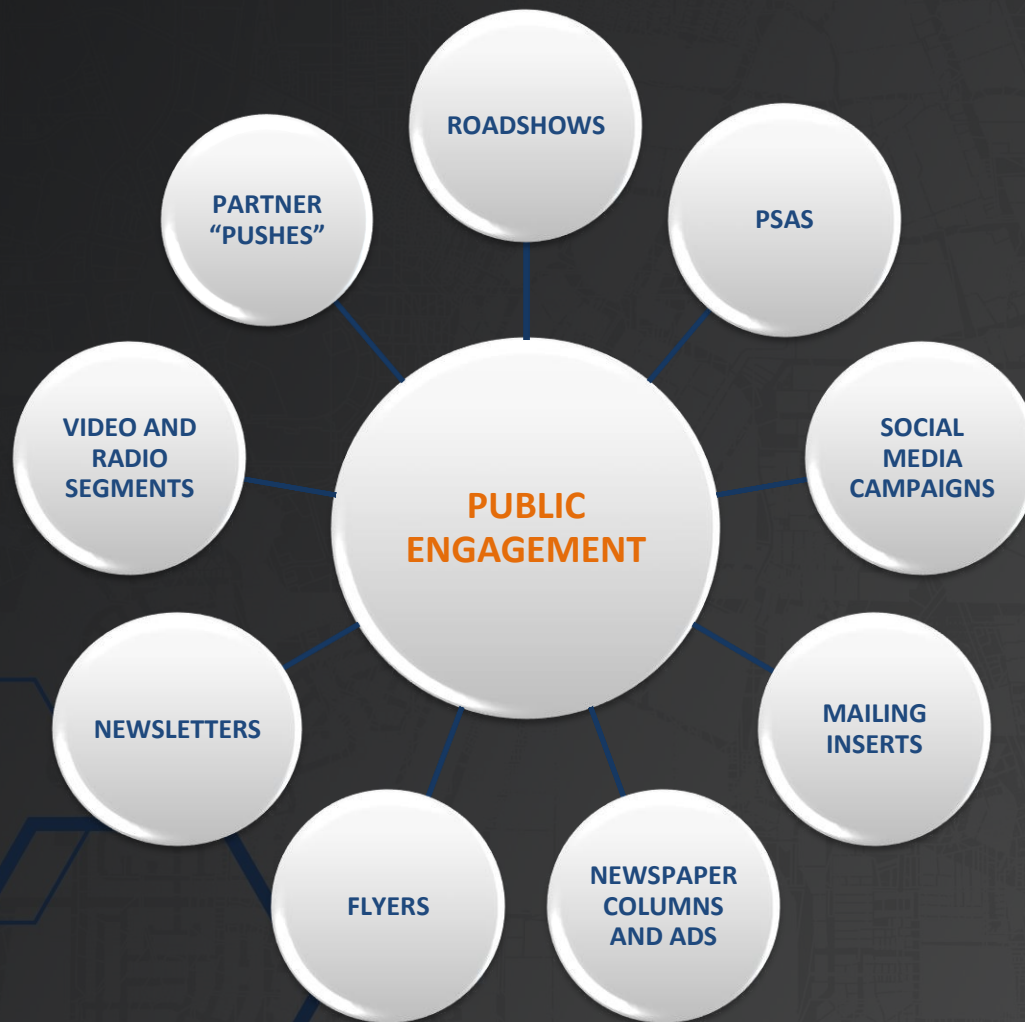 ROADSHOWS
PSAS
SOCIAL
MEDIA
CAMPAIGNS
MAILING
INSERTS
NEWSPAPER
COLUMNS
AND ADS
FLYERS
NEWSLETTERS
VIDEO AND
RADIO
SEGMENTS
PARTNER
“PUSHES”
PUBLIC
ENGAGEMENT